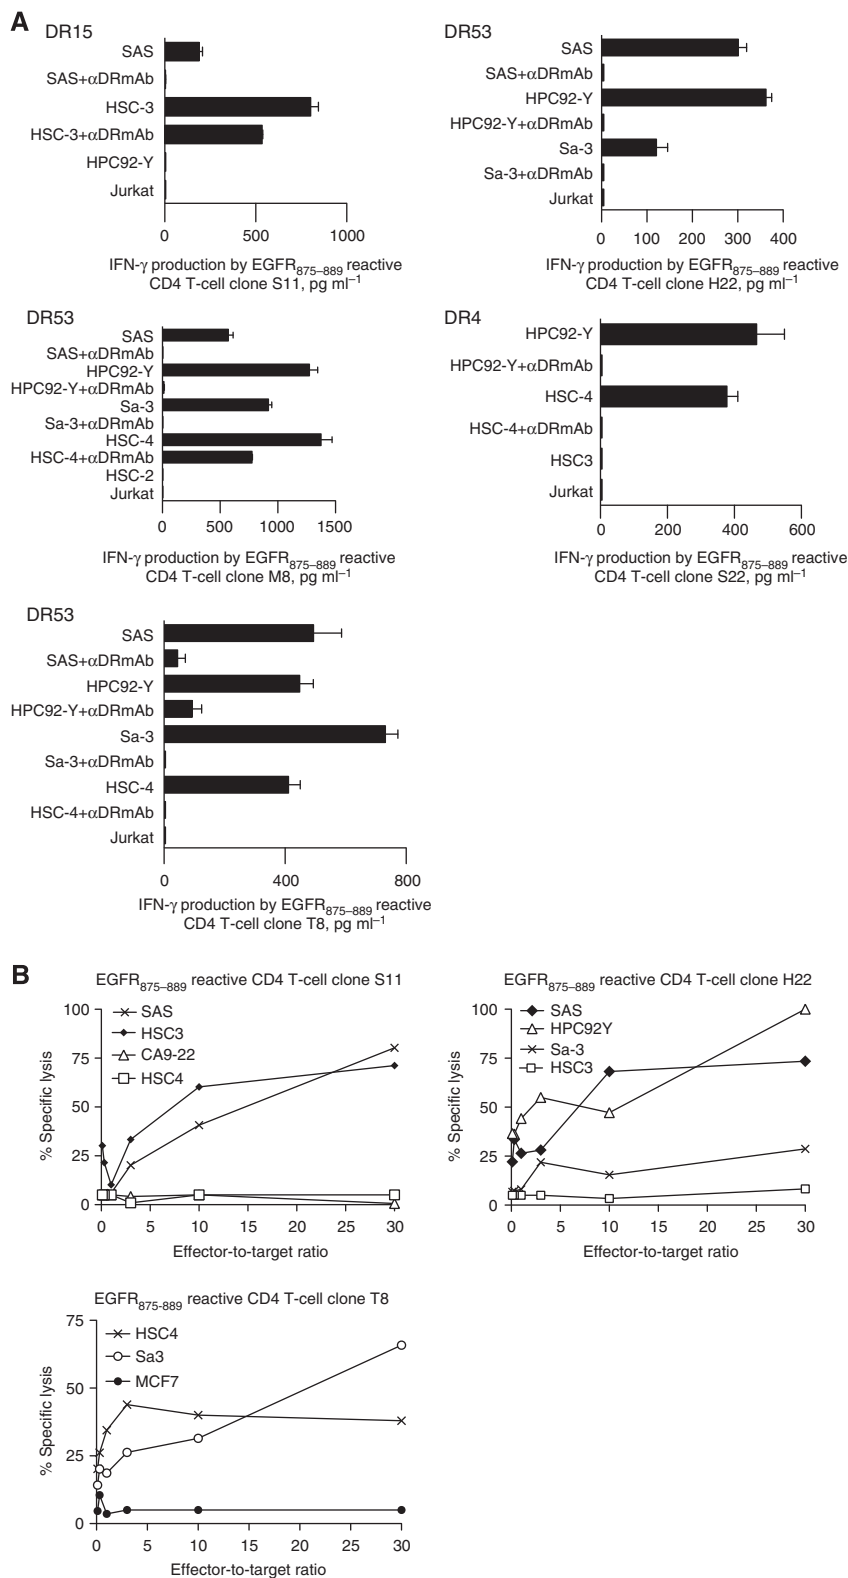 A
DR15
SAS
SAS+αDRmAb
HSC-3
HSC-3+αDRmAb
HPC92-Y
Jurkat
0 500 1000
IFN-γ production by EGFR875–889 reactive
CD4 T-cell clone S11, pg ml–1
DR53
SAS
SAS+αDRmAb
HPC92-Y
HPC92-Y+αDRmAb
Sa-3
Sa-3+αDRmAb
Jurkat
0 100 200 300 400
IFN-γ production by EGFR875–889 reactive
CD4 T-cell clone H22, pg ml–1
DR53
SAS
SAS+αDRmAb
HPC92-Y
HPC92-Y+αDRmAb
Sa-3
Sa-3+αDRmAb
HSC-4
HSC-4+αDRmAb
HSC-2
Jurkat
0 500 1000 1500
IFN-γ production by EGFR875–889 reactive
CD4 T-cell clone M8, pg ml–1
DR4
HPC92-Y
HPC92-Y+αDRmAb
HSC-4
HSC-4+αDRmAb
HSC3
Jurkat
0 200 400 600
IFN-γ production by EGFR875–889 reactive
CD4 T-cell clone S22, pg ml–1
DR53
SAS
SAS+αDRmAb
HPC92-Y
HPC92-Y+αDRmAb
Sa-3
Sa-3+αDRmAb
HSC-4
HSC-4+αDRmAb
Jurkat
0 400 800
IFN-γ production by EGFR875–889 reactive
CD4 T-cell clone T8, pg ml–1
B
EGFR875–889 reactive CD4 T-cell clone S11
% Specific lysis
100
75
50
25
0
SAS
HSC3
CA9-22
HSC4
0 5 10 15 20 25 30
Effector-to-target ratio
EGFR875–889 reactive CD4 T-cell clone H22
% Specific lysis
100
75
50
25
0
SAS
HPC92Y
Sa-3
HSC3
0 5 10 15 20 25 30
Effector-to-target ratio
EGFR875-889 reactive CD4 T-cell clone T8
% Specific lysis
75
50
25
0
HSC4
Sa3
MCF7
0 5 10 15 20 25 30
Effector-to-target ratio